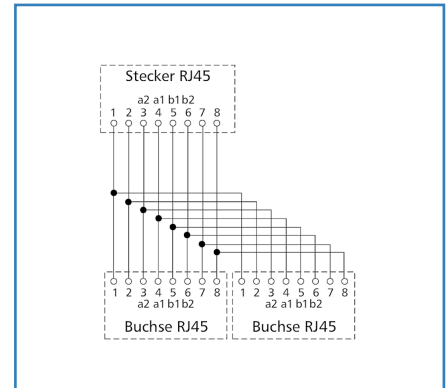 Stecker RJ45
a2 a1 b1 b2
1 2 3 4 5 6 7 8
1 2 3 4 5 6 7 8 1 2 3 4 5 6 7 8
a2 a1 b1 b2 a2 a1 b1 b2
Buchse RJ45 Buchse RJ45